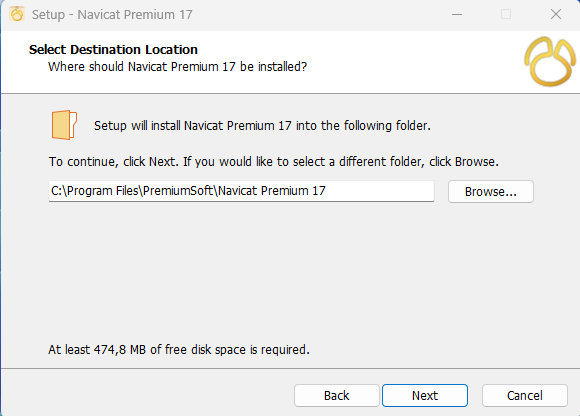 Setup - Navicat Premium 17
Select Destination Location
Where should Navicat Premium 17 be installed?
Setup will install Navicat Premium 17 into the following folder.
To continue, click Next. If you would like to select a different folder, click Browse.
C:\Program Files\PremiumSoft\Navicat Premium 17
Browse...
At least 474,8 MB of free disk space is required.
Back
Next
Cancel